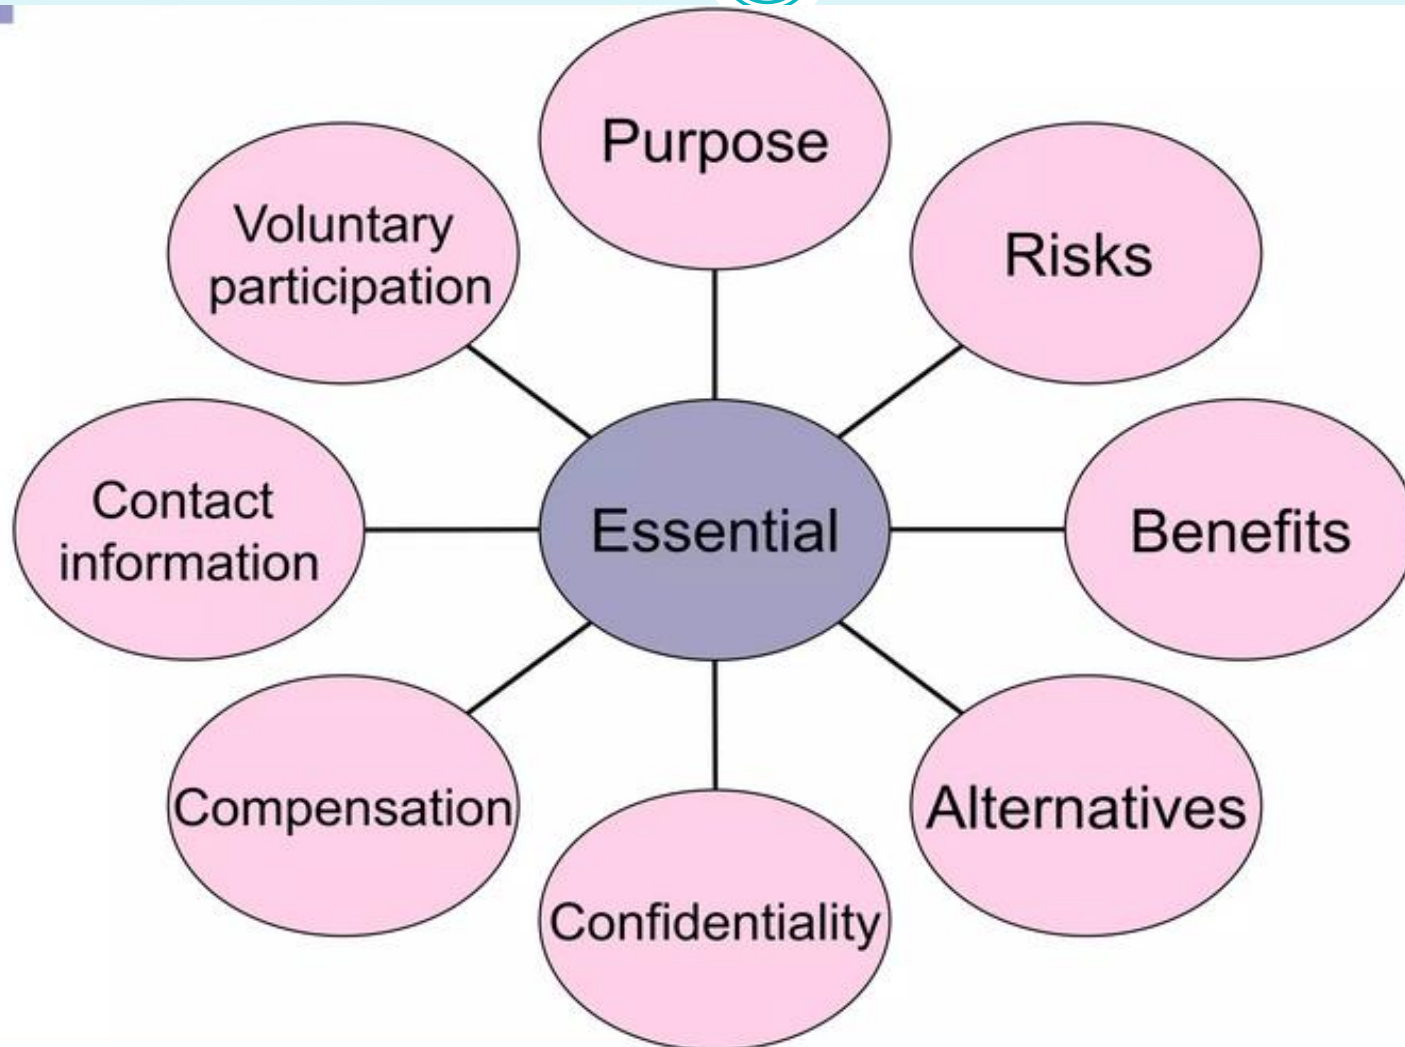 Purpose
Risks
Benefits
Alternatives
Confidentiality
Compensation
Contact
information
Voluntary
participation
Essential